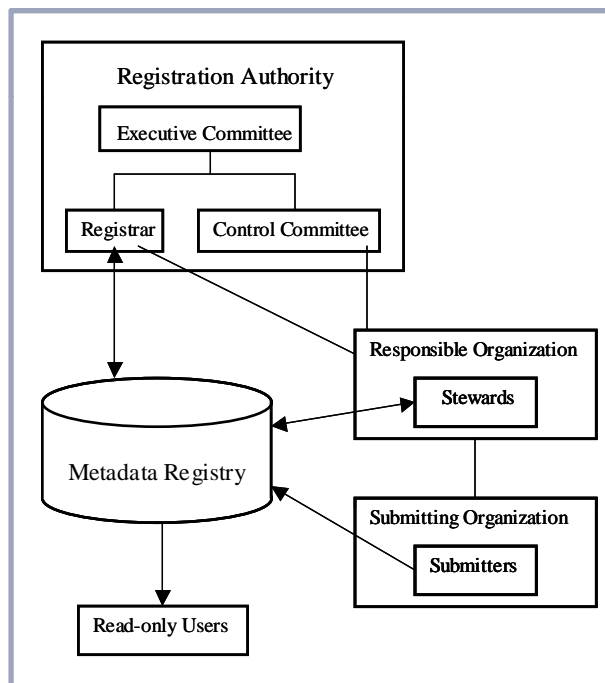 Registration Authority
Executive Committee
Registrar
Control Committee
Responsible Organization
Stewards
Metadata Registry
Submitting Organization
Submitters
Read-only Users